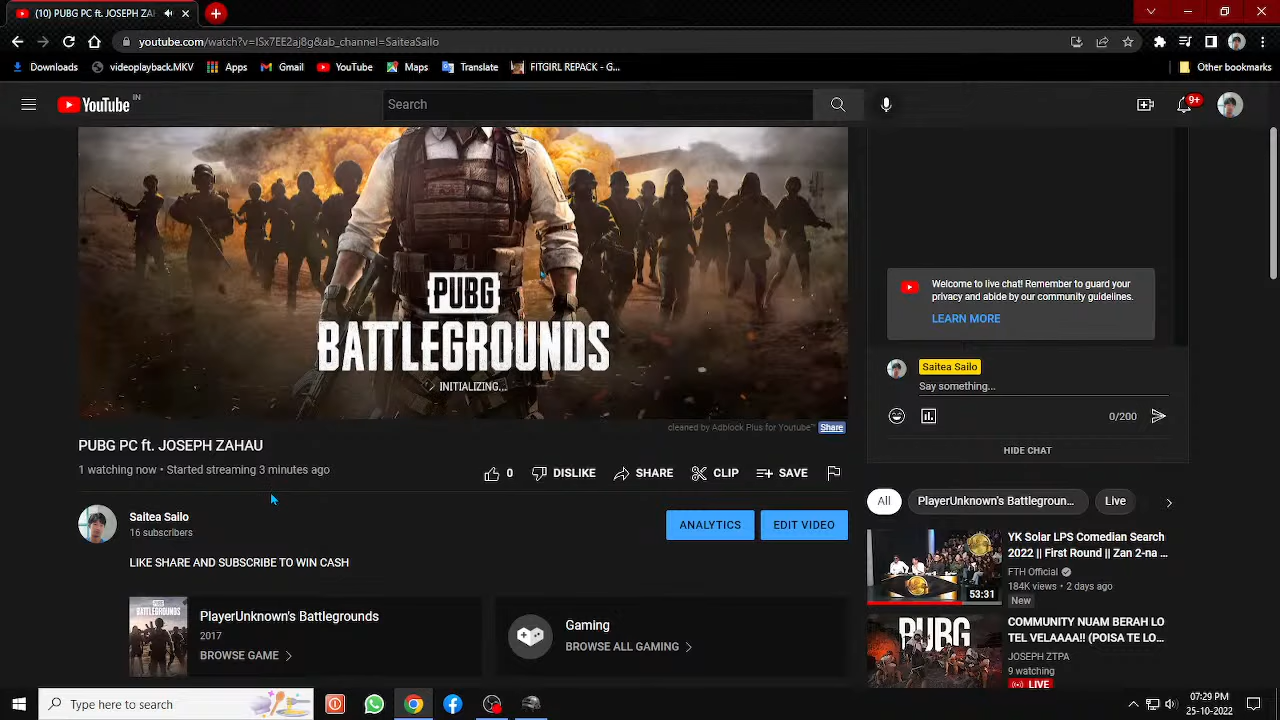 (10) PUBG PC ft. JOSEPH ZAH
youtube.com/watch?v=ISx7EE2aj8g&ab_channel=SaiteaSailo
Downloads
videoplayback.MKV
Apps
Gmail
YouTube
Maps
Translate
FITGIRL REPACK - G...
Other bookmarks
YouTube IN
Search
9+
PUBG
BATTLEGROUNDS
INITIALIZING...
cleaned by Adblock Plus for Youtube™ Share
PUBG PC ft. JOSEPH ZAHAU
1 watching now • Started streaming 3 minutes ago
0
DISLIKE
SHARE
CLIP
SAVE
Saitea Sailo
16 subscribers
ANALYTICS
EDIT VIDEO
LIKE SHARE AND SUBSCRIBE TO WIN CASH
BATTLEGROUNDS
PlayerUnknown's Battlegrounds
2017
BROWSE GAME
Gaming
BROWSE ALL GAMING
Welcome to live chat! Remember to guard your
privacy and abide by our community guidelines.
LEARN MORE
Saitea Sailo
Say something...
0/200
HIDE CHAT
All
PlayerUnknown's Battlegroun...
Live
53:31
YK Solar LPS Comedian Search
2022 || First Round || Zan 2-na ...
FTH Official
184K views • 2 days ago
New
PUBG
COMMUNITY NUAM BERAH LO
TEL VELAAAA!! (POISA TE LO...
JOSEPH ZTPA
9 watching
LIVE
Type here to search
07:29 PM
25-10-2022